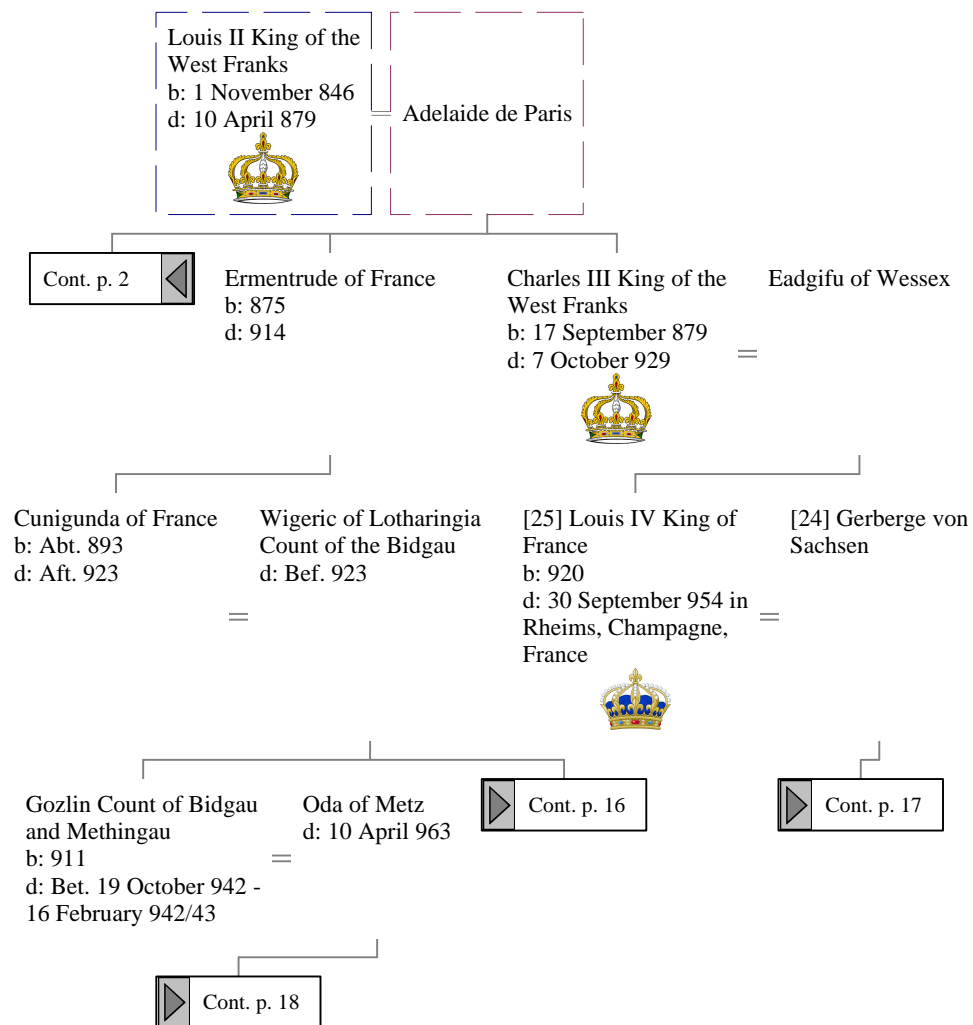 Louis II King of the
West Franks
b: 1 November 846
d: 10 April 879
=
Adelaide de Paris
Cont. p. 2
Ermentrude of France
b: 875
d: 914
Charles III King of the
West Franks
b: 17 September 879
d: 7 October 929
=
Eadgifu of Wessex
Cunigunda of France
b: Abt. 893
d: Aft. 923
=
Wigeric of Lotharingia
Count of the Bidgau
d: Bef. 923
[25] Louis IV King of
France
b: 920
d: 30 September 954 in
Rheims, Champagne,
France
=
[24] Gerberge von
Sachsen
Gozlin Count of Bidgau
and Methingau
b: 911
d: Bet. 19 October 942 -
16 February 942/43
=
Oda of Metz
d: 10 April 963
Cont. p. 16
Cont. p. 17
Cont. p. 18